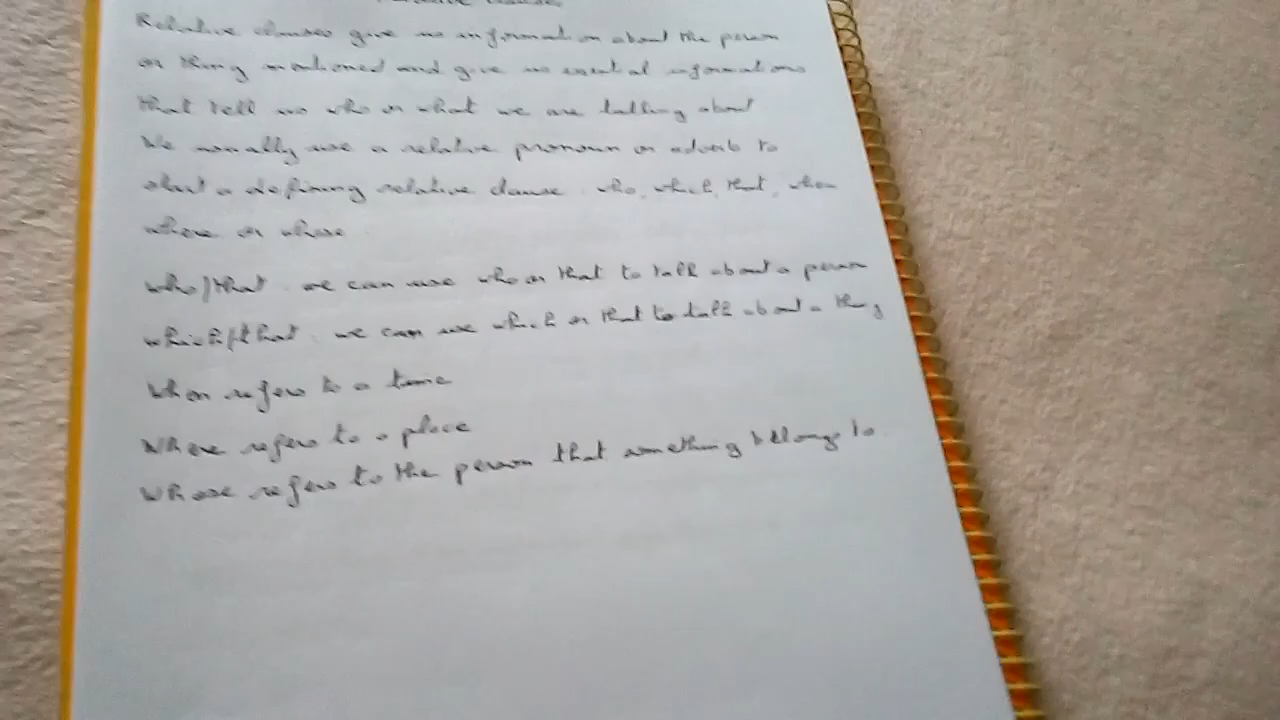 Relative clauses
Relative clauses give us information about the person
or thing mentioned and give us essential informations
that tell us who or what we are talking about
We usually use a relative pronoun or adverb to
start a defining relative clause. who, which, that, when
where or whose
who/that. we can use who or that to talk about a person
which/that. we can use which or that to talk about a thing
When refers to a time
Where refers to a place
Whose refers to the person that something belongs to.